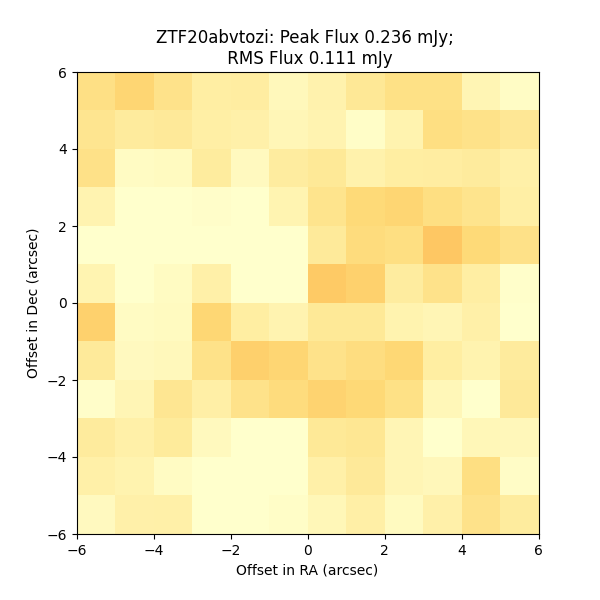 ZTF20abvtozi: Peak Flux 0.236 mJy;
RMS Flux 0.111 mJy
6
4
2
0
−2
−4
−6
Offset in Dec (arcsec)
−6 −4 −2 0 2 4 6
Offset in RA (arcsec)